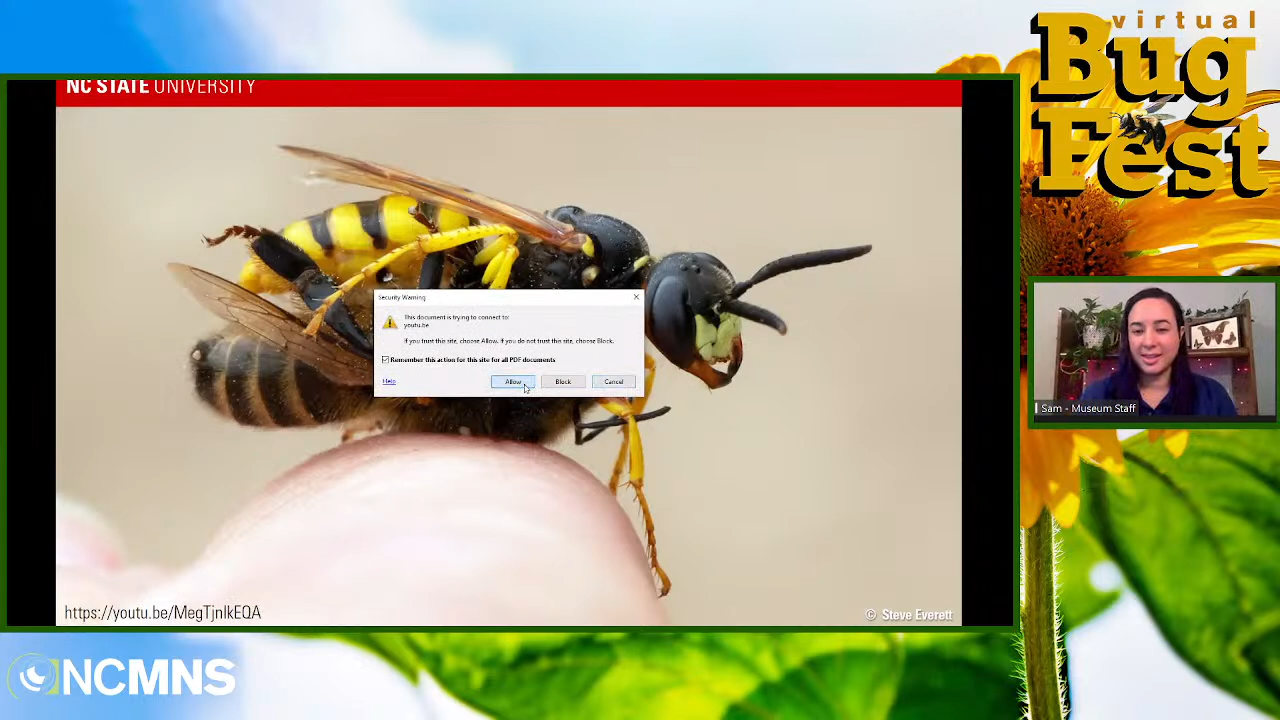 virtual
Bug
Fest
NC STATE UNIVERSITY
Security Warning
This document is trying to connect to:
youtu.be
If you trust this site, choose Allow. If you do not trust this site, choose Block.
Remember this action for this site for all PDF documents
Help
Allow
Block
Cancel
Sam - Museum Staff
https://youtu.be/MegTjnlkEQA
© Steve Everett
NCMNS